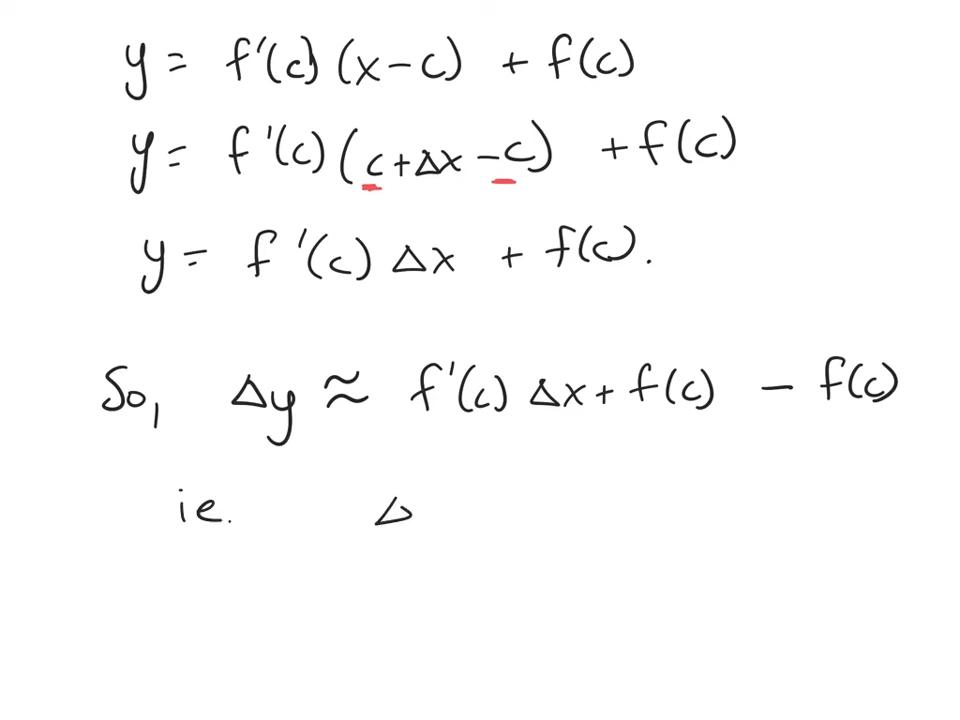 y = f'(c) (x - c) + f(c)
y = f'(c) (c + Δx - c) + f(c)
y = f'(c) Δx + f(c).
So, Δy ≈ f'(c) Δx + f(c) - f(c)
ie. Δ